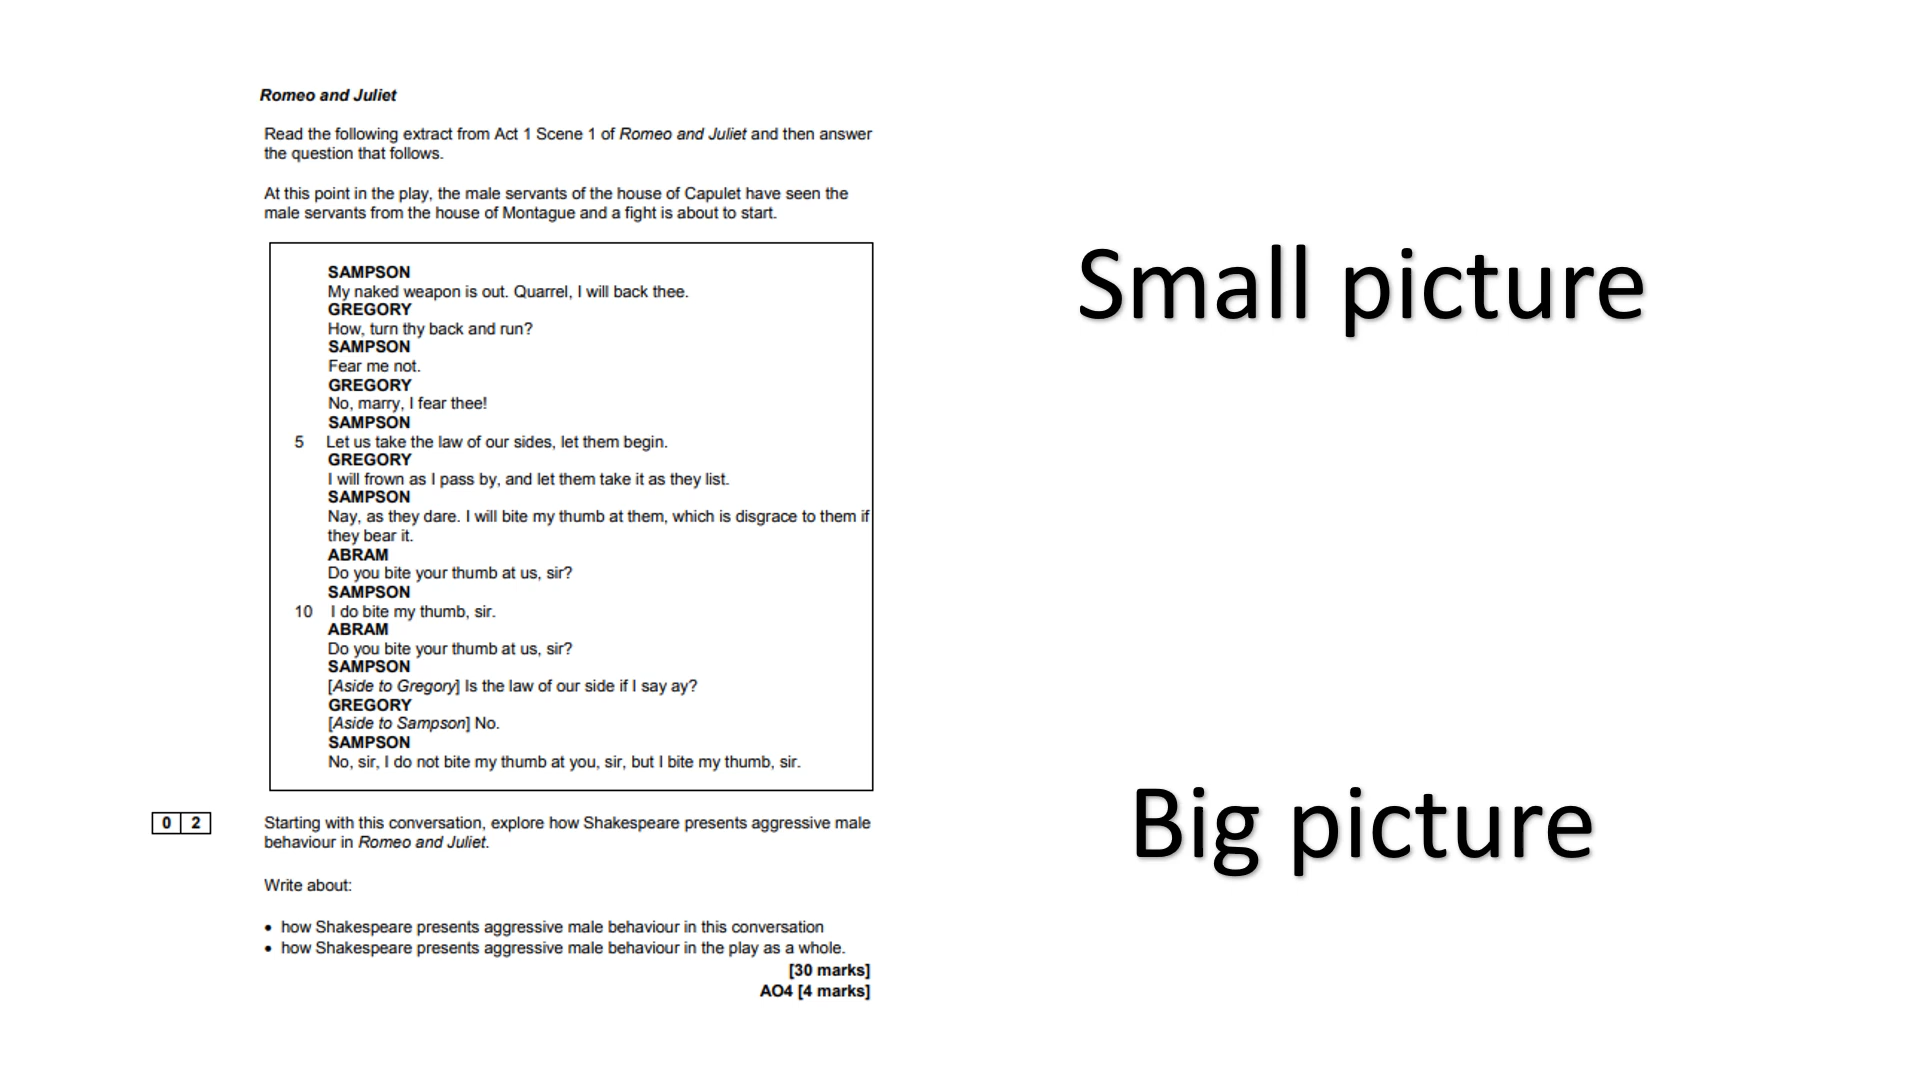 Romeo and Juliet
Read the following extract from Act 1 Scene 1 of Romeo and Juliet and then answer
the question that follows.
At this point in the play, the male servants of the house of Capulet have seen the
male servants from the house of Montague and a fight is about to start.
SAMPSON
My naked weapon is out. Quarrel, I will back thee.
GREGORY
How, turn thy back and run?
SAMPSON
Fear me not.
GREGORY
No, marry, I fear thee!
SAMPSON
5 Let us take the law of our sides, let them begin.
GREGORY
I will frown as I pass by, and let them take it as they list.
SAMPSON
Nay, as they dare. I will bite my thumb at them, which is disgrace to them if
they bear it.
ABRAM
Do you bite your thumb at us, sir?
SAMPSON
10 I do bite my thumb, sir.
ABRAM
Do you bite your thumb at us, sir?
SAMPSON
[Aside to Gregory] Is the law of our side if I say ay?
GREGORY
[Aside to Sampson] No.
SAMPSON
No, sir, I do not bite my thumb at you, sir, but I bite my thumb, sir.
0 2 Starting with this conversation, explore how Shakespeare presents aggressive male
behaviour in Romeo and Juliet.
Write about:
• how Shakespeare presents aggressive male behaviour in this conversation
• how Shakespeare presents aggressive male behaviour in the play as a whole.
[30 marks]
AO4 [4 marks]
Small picture
Big picture